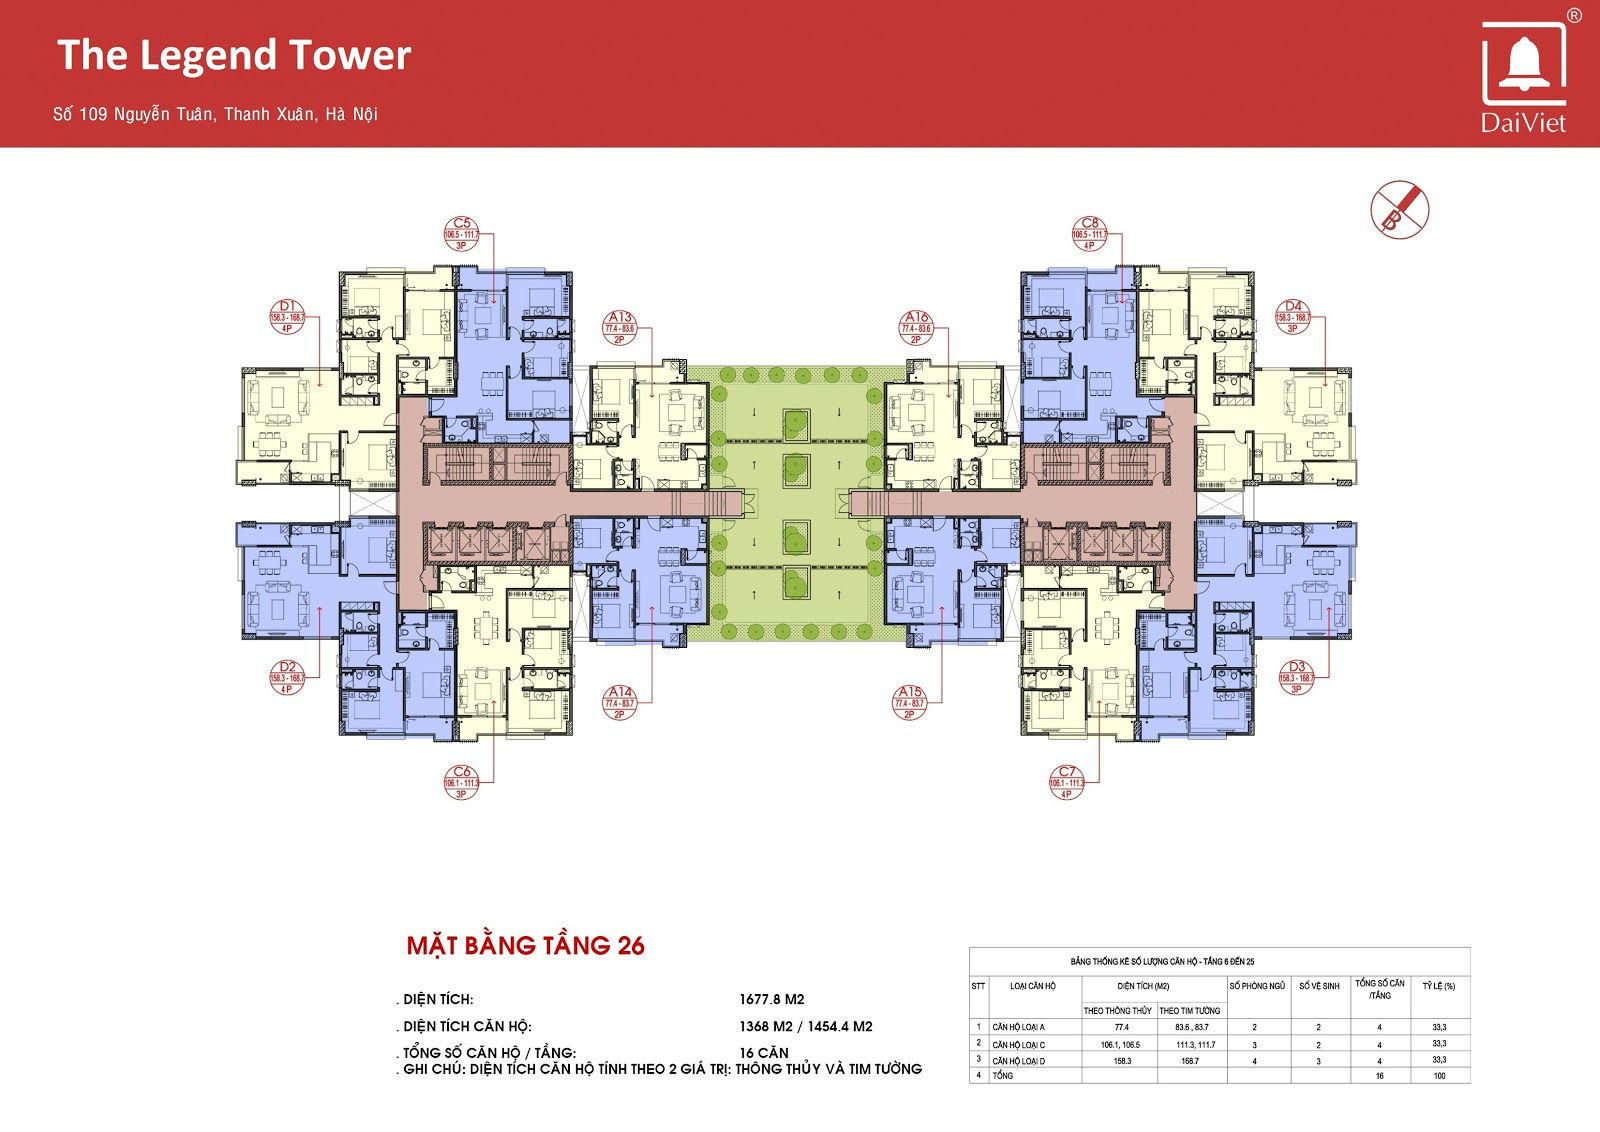 The Legend Tower
Số 109 Nguyễn Tuân, Thanh Xuân, Hà Nội
®
DaiViet
B
C5
106.5 - 111.7
3P
C8
106.5 - 111.7
4P
D1
158.3 - 168.7
4P
A13
77.4 - 83.6
2P
A16
77.4 - 83.6
2P
D4
158.3 - 168.7
3P
D2
158.3 - 168.7
4P
A14
77.4 - 83.7
2P
A15
77.4 - 83.7
2P
D3
158.3 - 168.7
3P
C6
106.1 - 111.3
3P
C7
106.1 - 111.3
4P
MẶT BẰNG TẦNG 26
. DIỆN TÍCH: 1677.8 M2
. DIỆN TÍCH CĂN HỘ: 1368 M2 / 1454.4 M2
. TỔNG SỐ CĂN HỘ / TẦNG: 16 CĂN
. GHI CHÚ: DIỆN TÍCH CĂN HỘ TÍNH THEO 2 GIÁ TRỊ: THÔNG THỦY VÀ TIM TƯỜNG
BẢNG THỐNG KÊ SỐ LƯỢNG CĂN HỘ - TẦNG 6 ĐẾN 25
STT LOẠI CĂN HỘ DIỆN TÍCH (M2) SỐ PHÒNG NGỦ SỐ VỆ SINH TỔNG SỐ CĂN /TẦNG TỶ LỆ (%)
THEO THÔNG THỦY THEO TIM TƯỜNG
1 CĂN HỘ LOẠI A 77.4 83.6 , 83.7 2 2 4 33,3
2 CĂN HỘ LOẠI C 106.1, 106.5 111.3, 111.7 3 2 4 33,3
3 CĂN HỘ LOẠI D 158.3 168.7 4 3 4 33,3
4 TỔNG 16 100